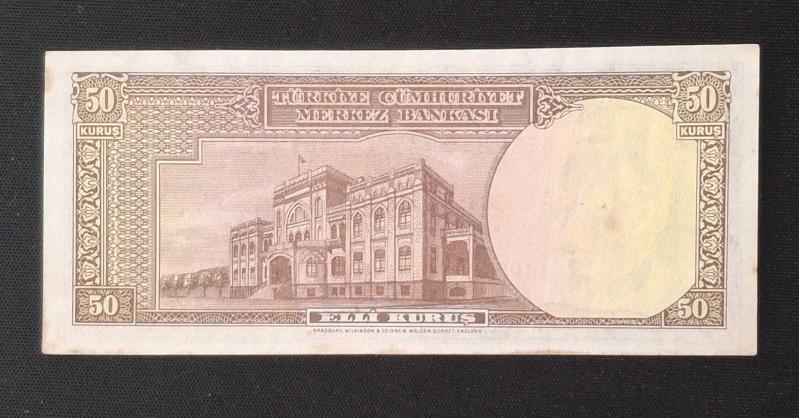 50 TÜRKİYE CÜMHURİYET 50
KURUŞ MERKEZ BANKASI KURUŞ
50 ELLİ KURUŞ 50
BRADBURY, WILKINSON & Cº LDNEW MALDEN, SURREY, ENGLAND